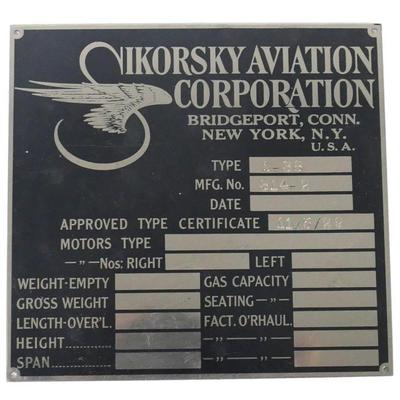 SIKORSKY AVIATION
CORPORATION
BRIDGEPORT, CONN.
NEW YORK, N.Y.
U.S.A.
TYPE
MFG. No.
DATE
APPROVED TYPE CERTIFICATE
MOTORS TYPE
—"— Nos: RIGHT LEFT
WEIGHT-EMPTY GAS CAPACITY
GROSS WEIGHT SEATING —"—
LENGTH-OVER'L. FACT. O'RHAUL.
HEIGHT.......... —"— —"—
SPAN.............. —"— —"—